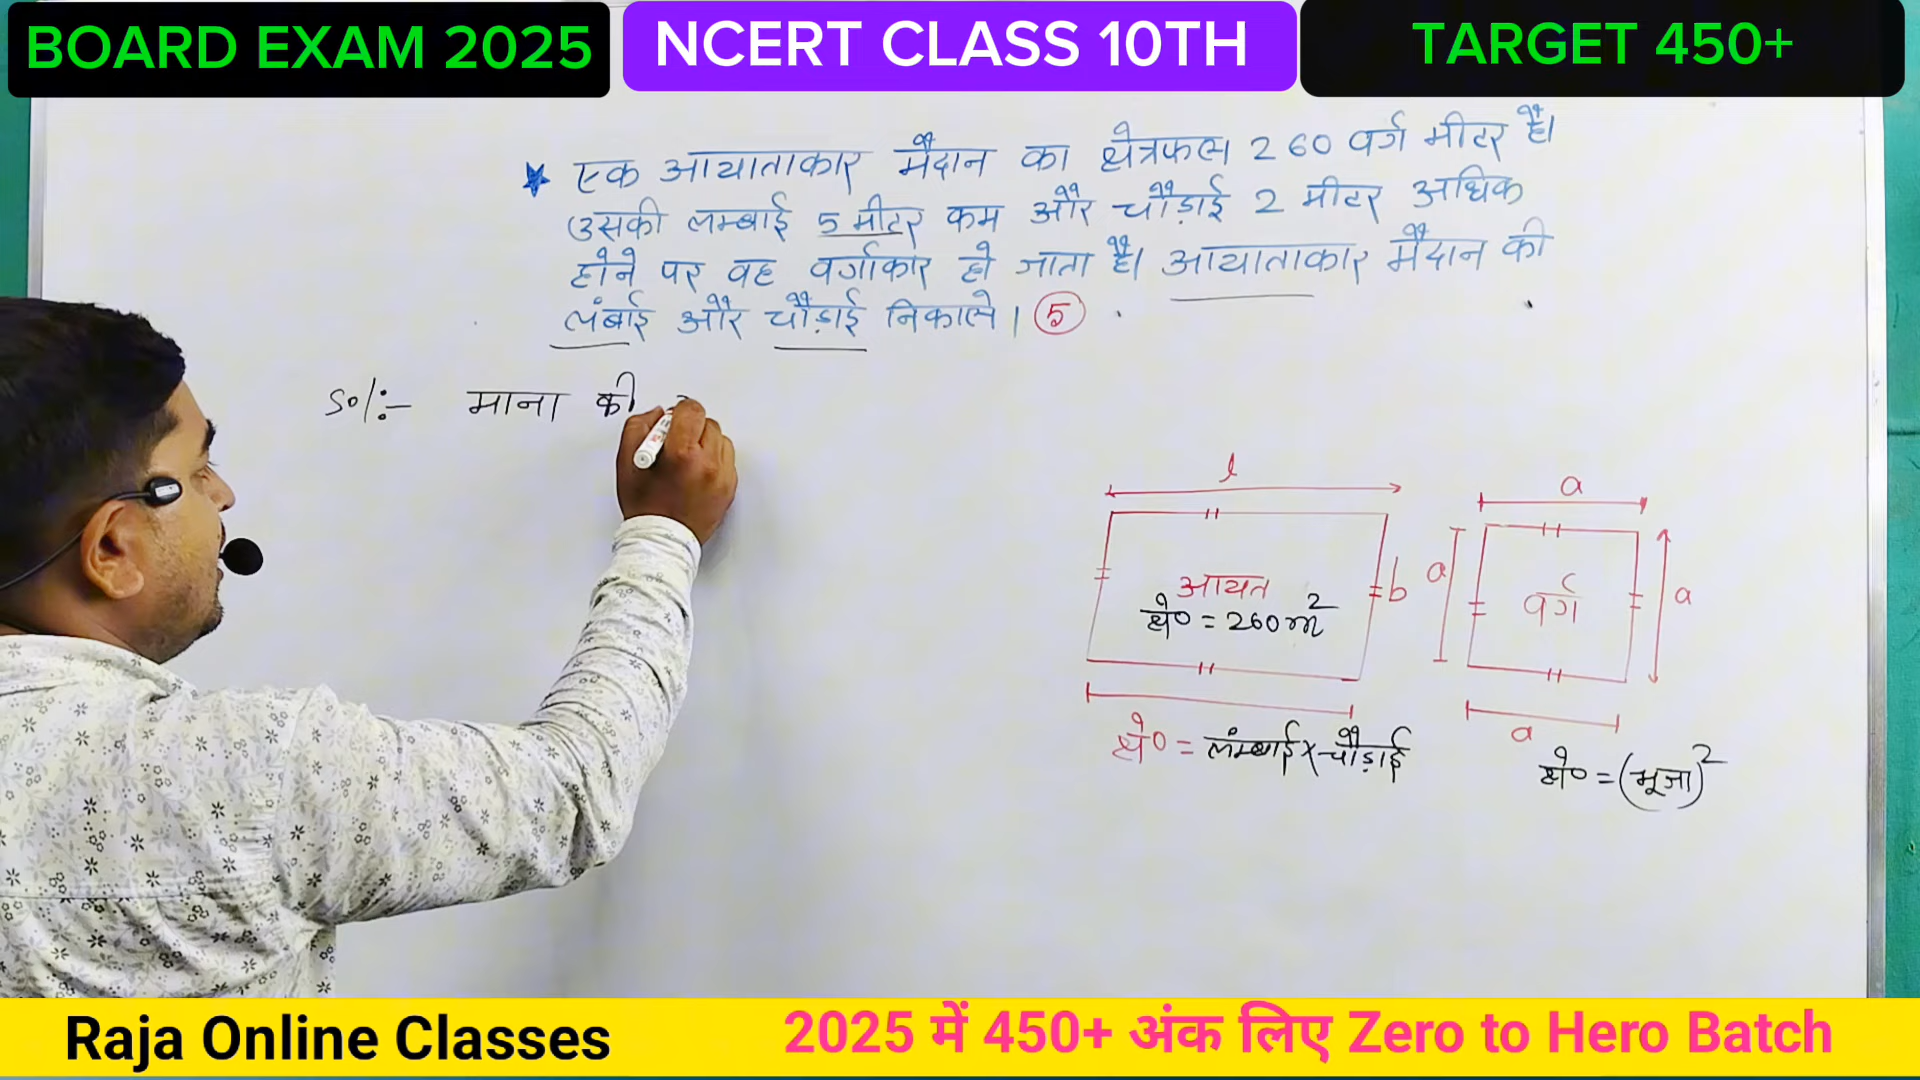 BOARD EXAM 2025
NCERT CLASS 10TH
TARGET 450+
एक आयाताकार मैदान का क्षेत्रफल 260 वर्ग मीटर है।
उसकी लम्बाई 5 मीटर कम और चौड़ाई 2 मीटर अधिक
होने पर वह वर्गाकार हो जाता है। आयाताकार मैदान की
लंबाई और चौड़ाई निकाले। 5
Sol:- माना की
l
आयत
क्षे० = 260 m²
b
क्षे० = लंम्बाई × चौड़ाई
a
a
वर्ग
a
a
क्षे० = (भूजा)²
Raja Online Classes
2025 में 450+ अंक लिए Zero to Hero Batch